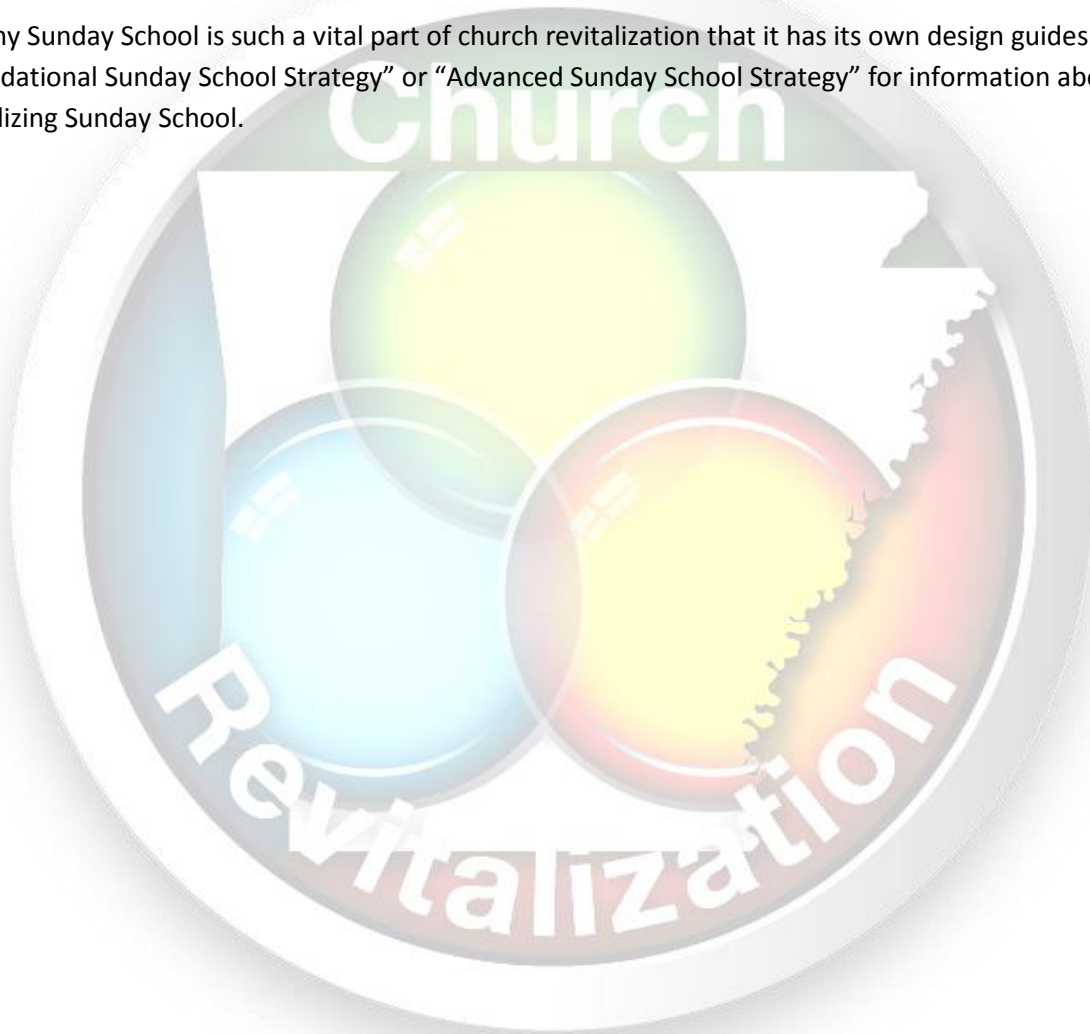 ny Sunday School is such a vital part of church revitalization that it has its own design guides
dational Sunday School Strategy” or “Advanced Sunday School Strategy” for information abo
lizing Sunday School.
Church
Revitalization